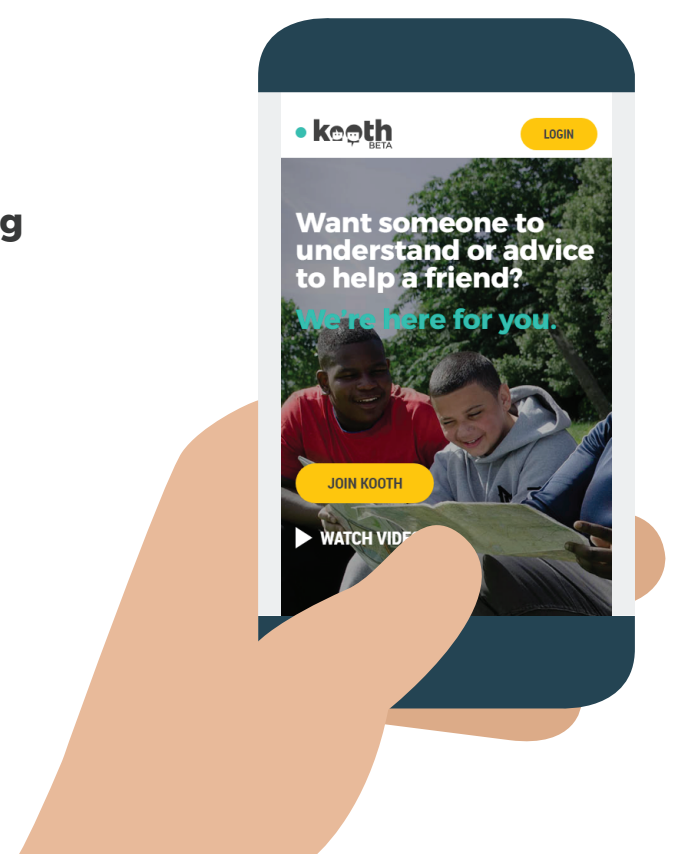 kooth
BETA
LOGIN
g
Want someone to
understand or advice
to help a friend?
We're here for you.
JOIN KOOTH
WATCH